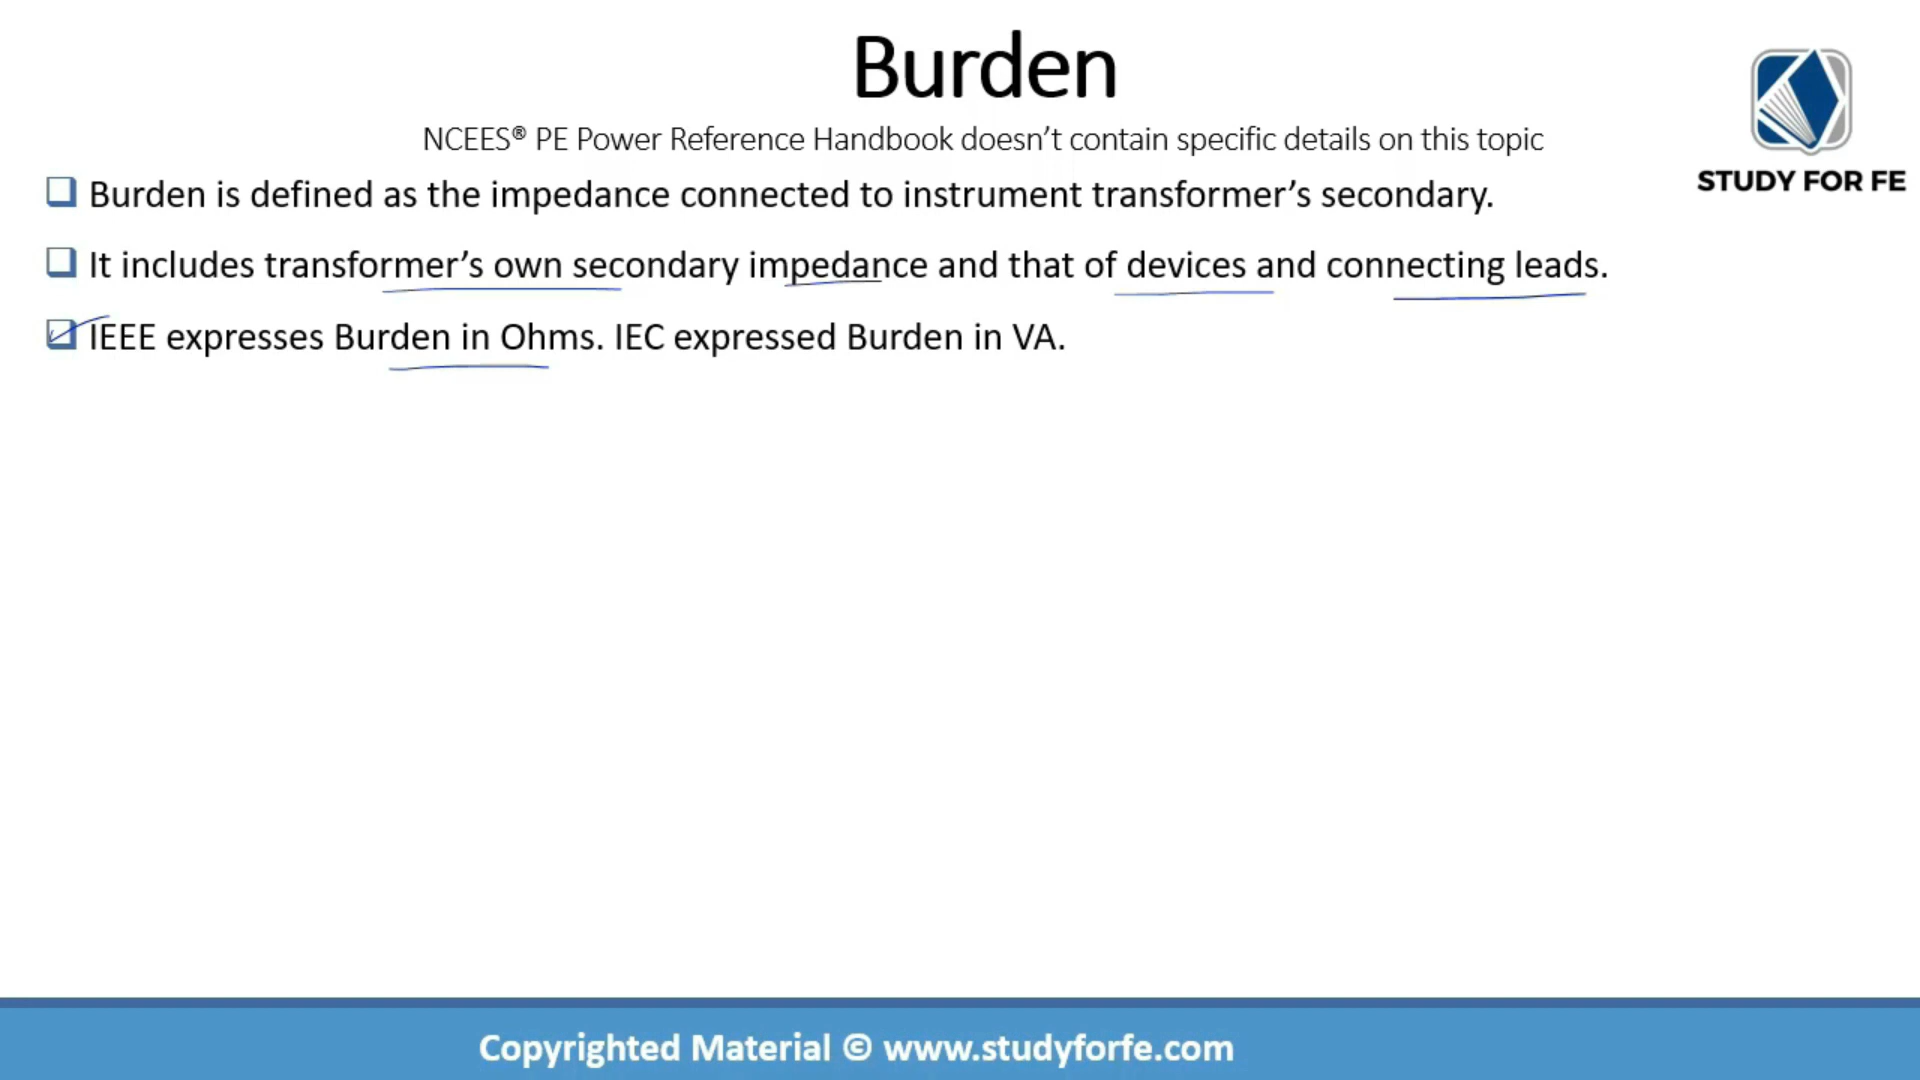 Burden
NCEES® PE Power Reference Handbook doesn’t contain specific details on this topic
STUDY FOR FE
Burden is defined as the impedance connected to instrument transformer’s secondary.
It includes transformer’s own secondary impedance and that of devices and connecting leads.
IEEE expresses Burden in Ohms. IEC expressed Burden in VA.
Copyrighted Material © www.studyforfe.com